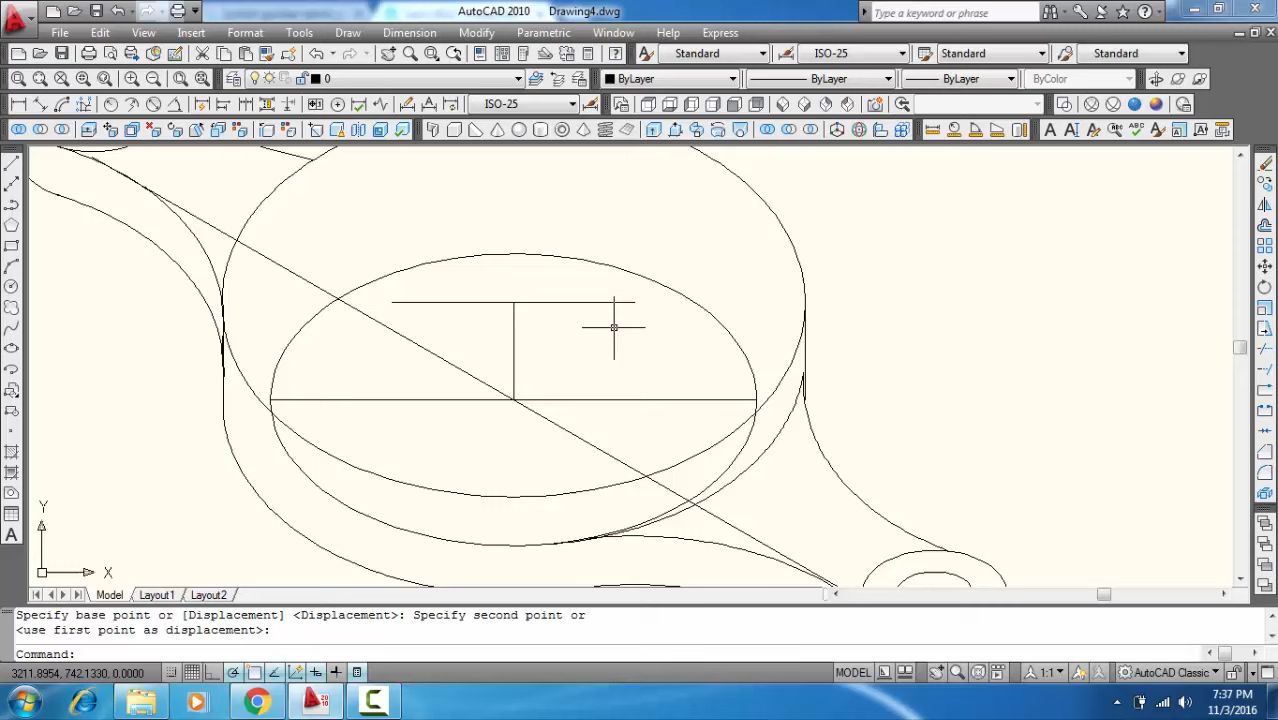 AutoCAD 2010 Drawing4.dwg
Type a keyword or phrase
File Edit View Insert Format Tools Draw Dimension Modify Parametric Window Help Express
Standard ISO-25 Standard Standard
0 ByLayer ByLayer ByLayer ByColor
ISO-25
Y
X
Model Layout1 Layout2
Specify base point or [Displacement] <Displacement>: Specify second point or
<use first point as displacement>:
Command:
3211.8954, 742.1330, 0.0000 MODEL 1:1 AutoCAD Classic
7:37 PM
11/3/2016